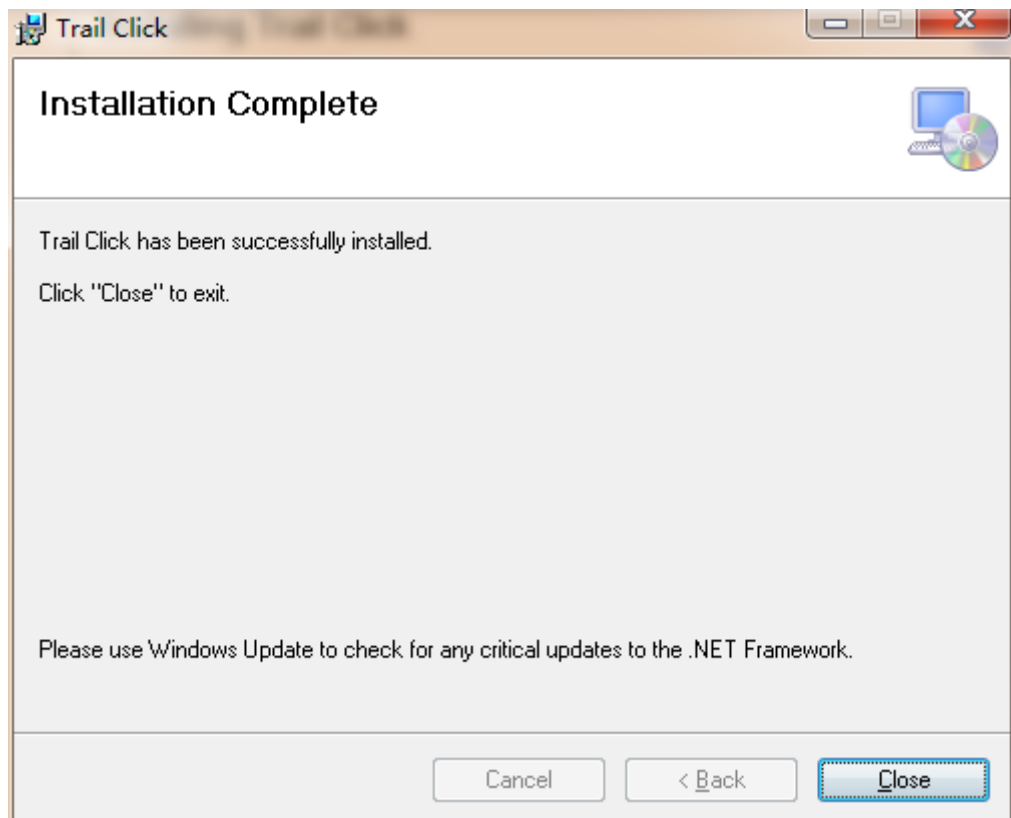 Trail Click
Installation Complete
Trail Click has been successfully installed.
Click "Close" to exit.
Please use Windows Update to check for any critical updates to the .NET Framework.
Cancel
< Back
Close